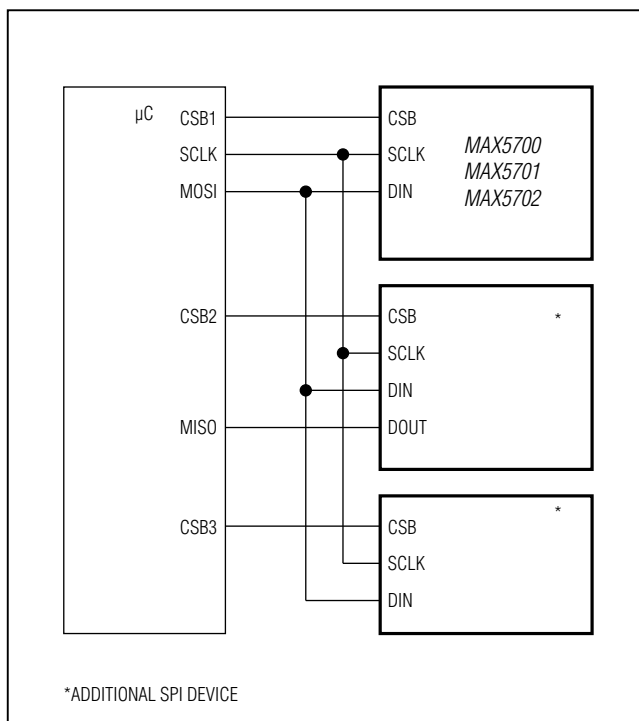 µC
CSB1
SCLK
MOSI
CSB2
MISO
CSB3
CSB
SCLK
DIN
MAX5700
MAX5701
MAX5702
CSB
*
SCLK
DIN
DOUT
CSB
*
SCLK
DIN
*ADDITIONAL SPI DEVICE